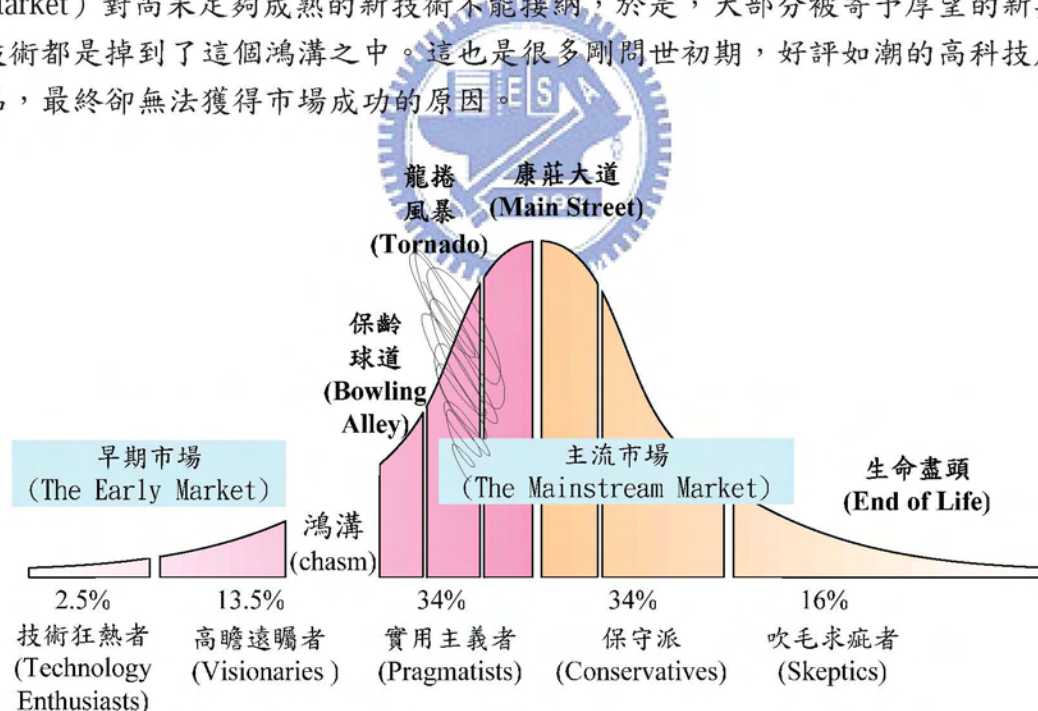 Market）對尚未足夠成熟的新技術不能接納，於是，大部分被寄予厚望的新
技術都是掉到了這個鴻溝之中。這也是很多剛問世初期，好評如潮的高科技
，最終卻無法獲得市場成功的原因。
ESA
龍捲
風暴
(Tornado)
康莊大道
(Main Street)
保齡
球道
(Bowling
Alley)
早期市場
(The Early Market)
主流市場
(The Mainstream Market)
生命盡頭
(End of Life)
鴻溝
(chasm)
2.5%
技術狂熱者
(Technology
Enthusiasts)
13.5%
高瞻遠矚者
(Visionaries )
34%
實用主義者
(Pragmatists)
34%
保守派
(Conservatives)
16%
吹毛求疵者
(Skeptics)